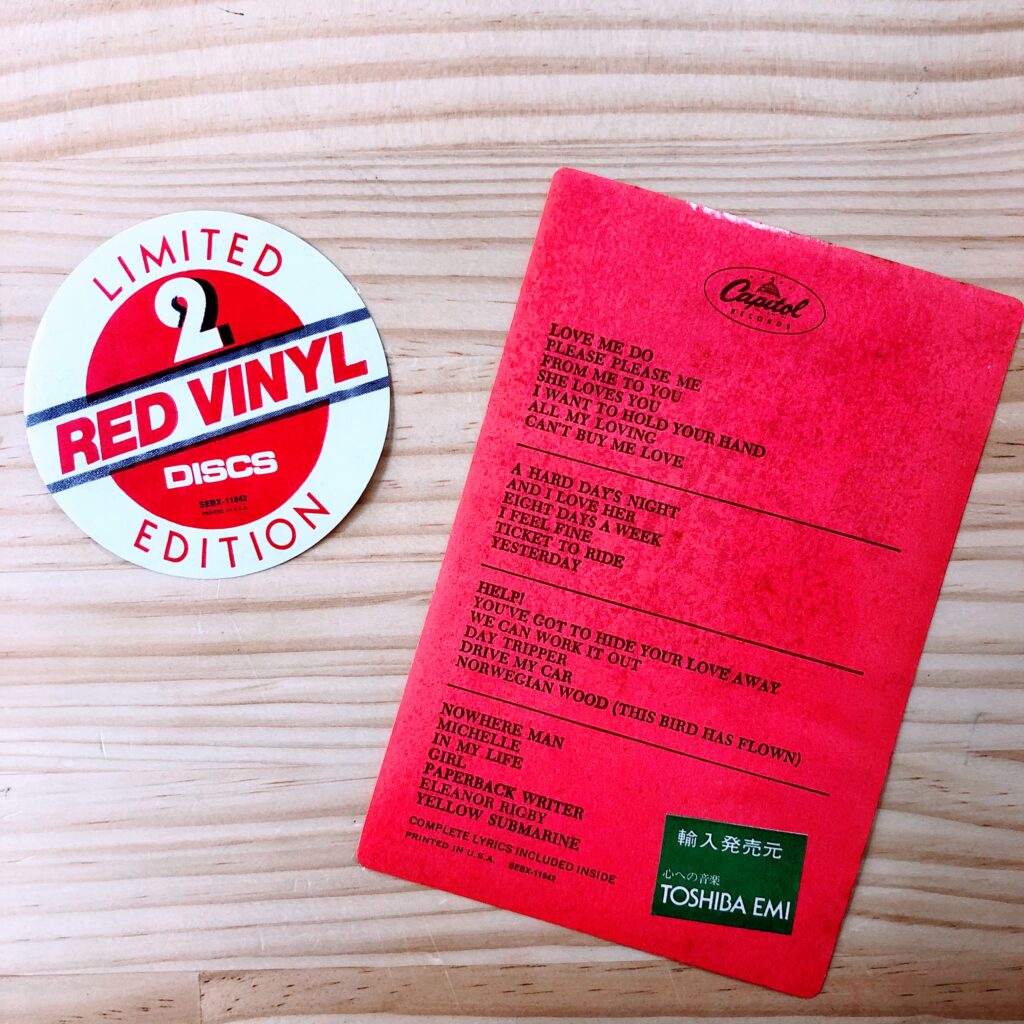 LIMITED
2
RED VINYL
DISCS
SEBX-11842
PRINTED IN U.S.A.
EDITION
Capitol
RECORDS
LOVE ME DO
PLEASE PLEASE ME
FROM ME TO YOU
SHE LOVES YOU
I WANT TO HOLD YOUR HAND
ALL MY LOVING
CAN'T BUY ME LOVE
A HARD DAY'S NIGHT
AND I LOVE HER
EIGHT DAYS A WEEK
I FEEL FINE
TICKET TO RIDE
YESTERDAY
HELP!
YOU'VE GOT TO HIDE YOUR LOVE AWAY
WE CAN WORK IT OUT
DAY TRIPPER
DRIVE MY CAR
NORWEGIAN WOOD (THIS BIRD HAS FLOWN)
NOWHERE MAN
MICHELLE
IN MY LIFE
GIRL
PAPERBACK WRITER
ELEANOR RIGBY
YELLOW SUBMARINE
COMPLETE LYRICS INCLUDED INSIDE
PRINTED IN U.S.A. SEBX-11842
輸入発売元
心への音楽
TOSHIBA EMI